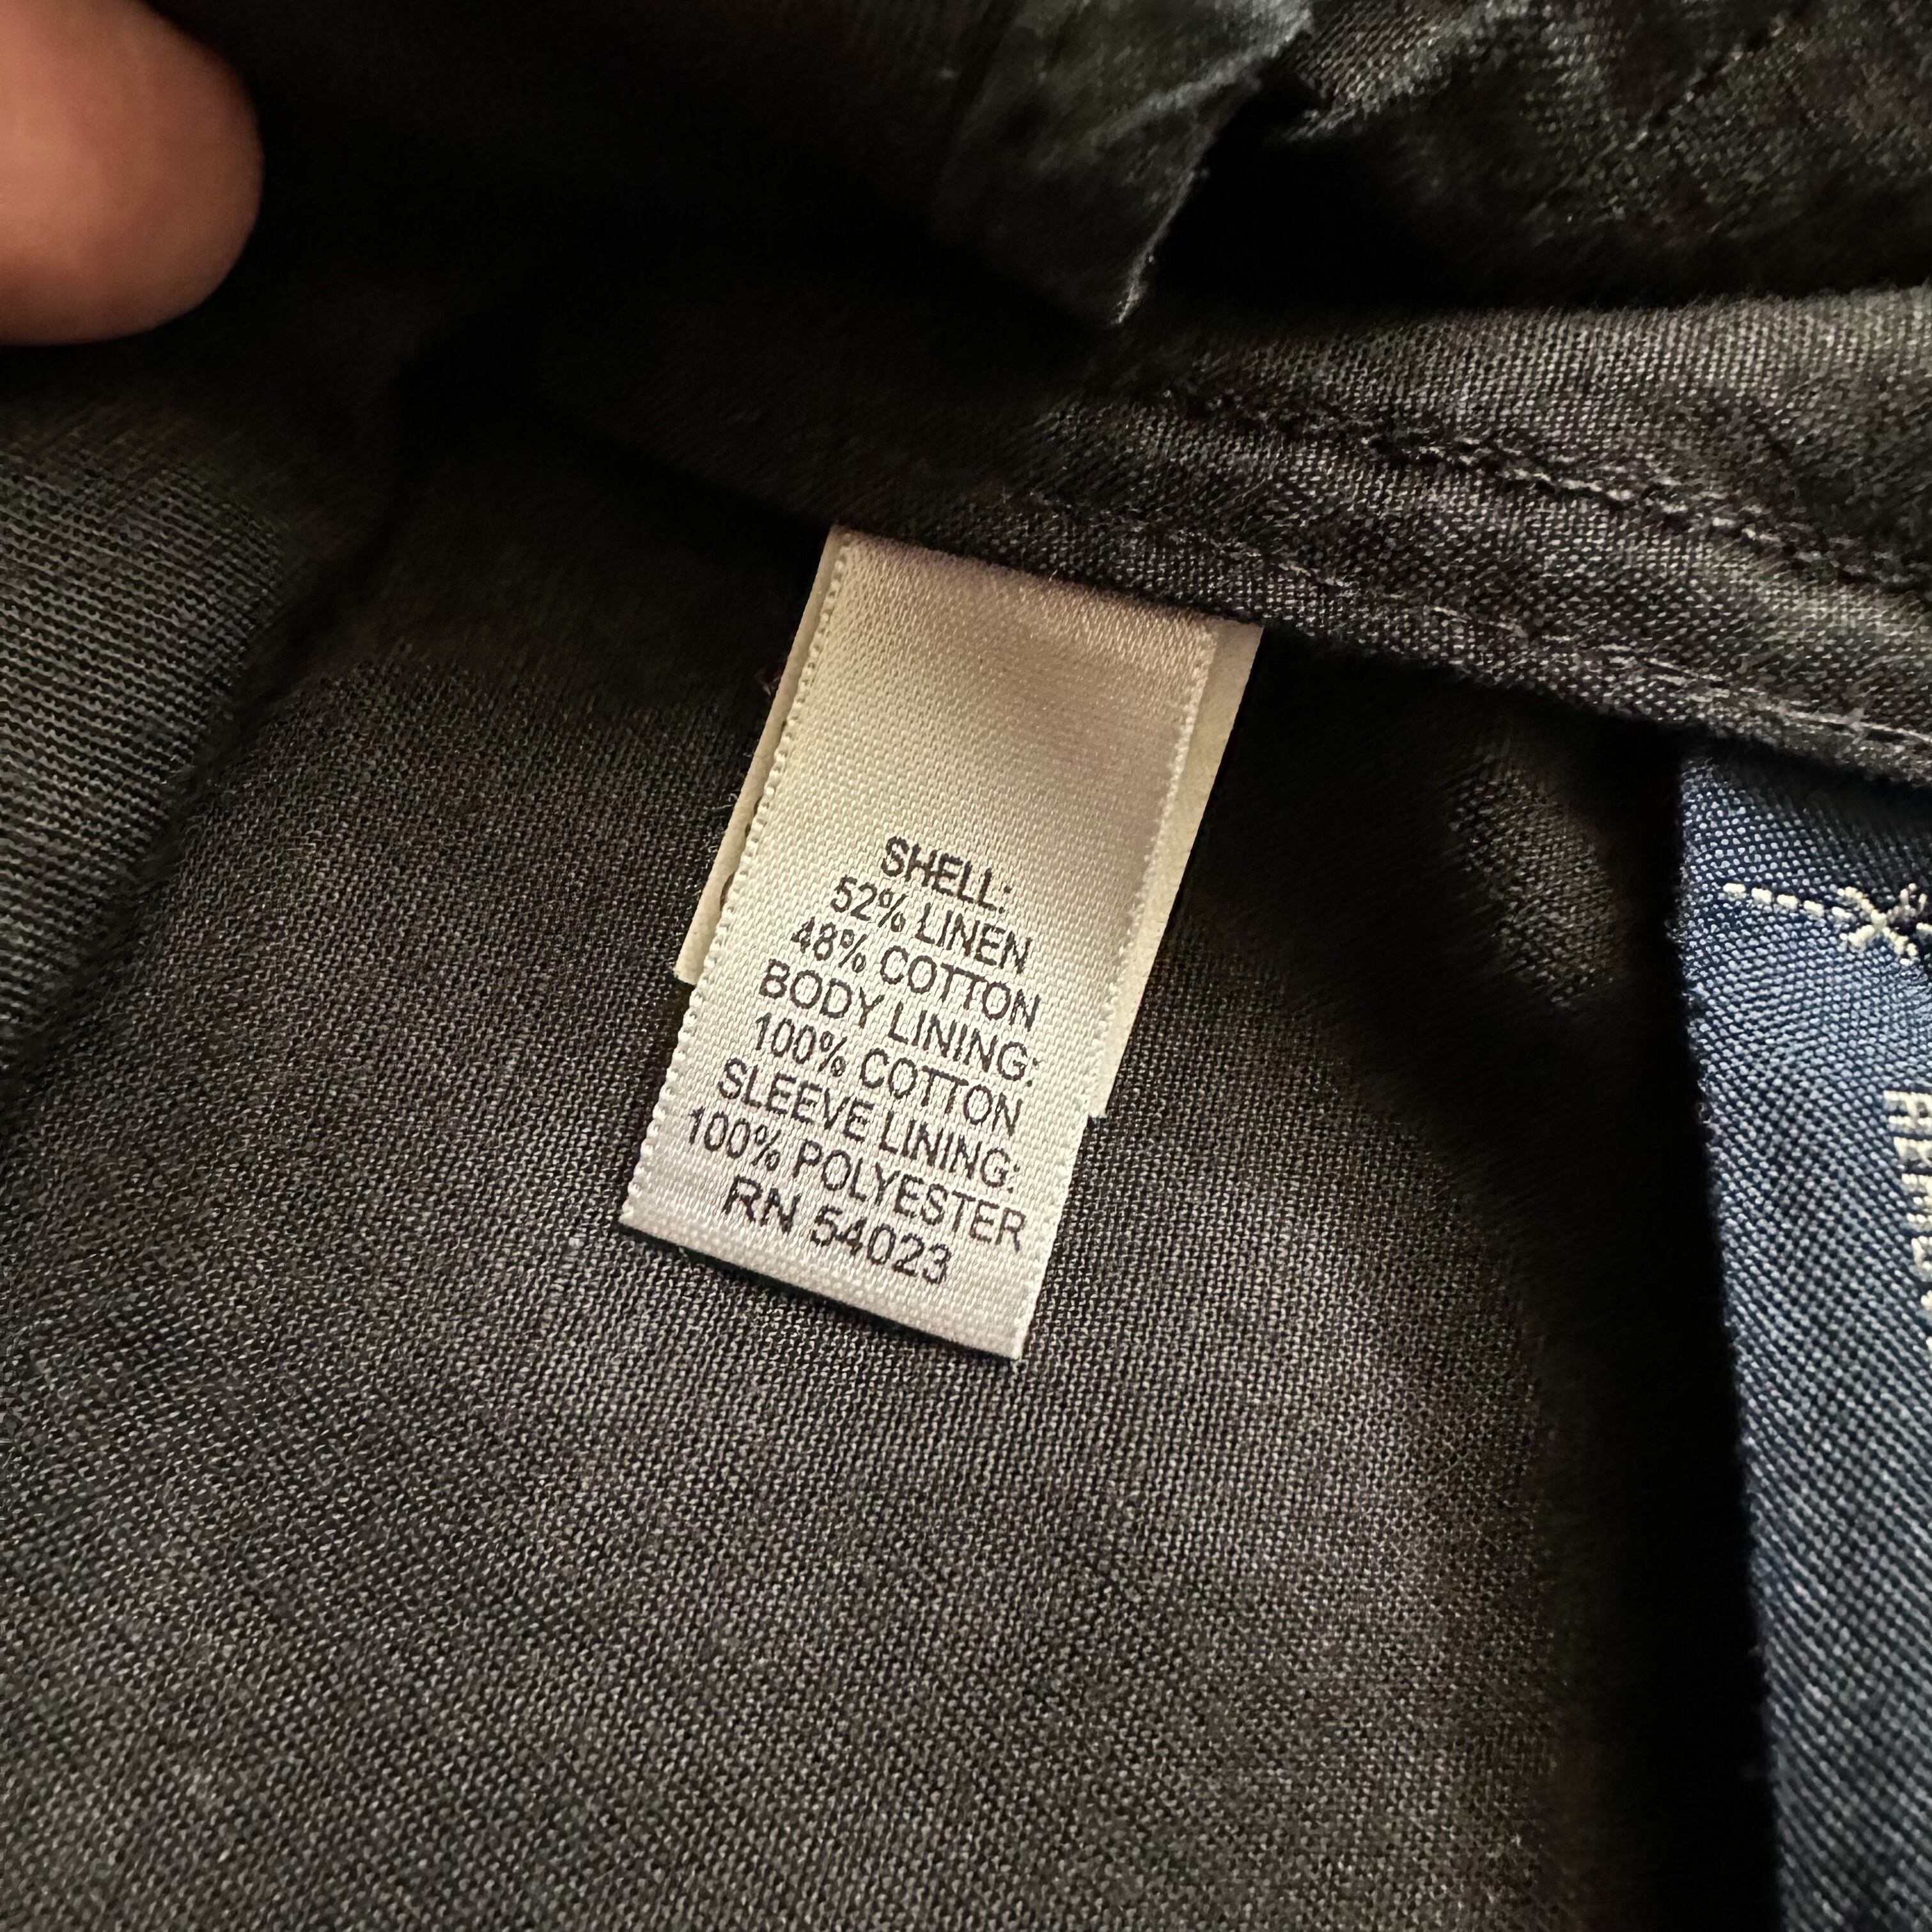 SHELL:
52% LINEN
48% COTTON
BODY LINING:
100% COTTON
SLEEVE LINING:
100% POLYESTER
RN 54023